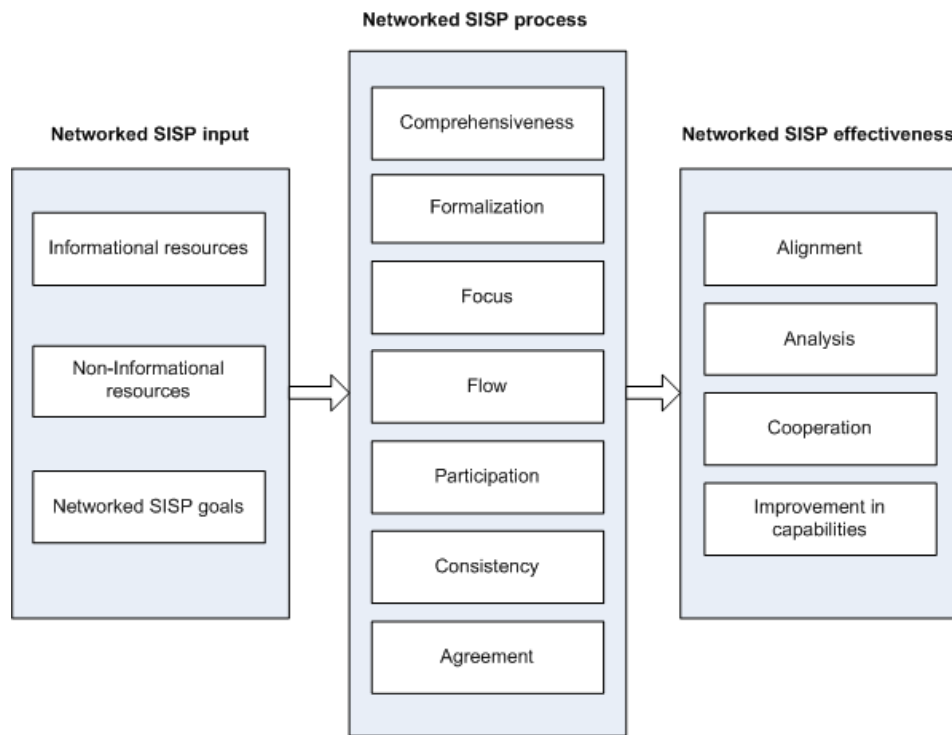 Networked SISP process
Comprehensiveness
Networked SISP input
Networked SISP effectiveness
Formalization
Informational resources
Alignment
Focus
Analysis
Non-Informational
resources
Flow
Cooperation
Participation
Networked SISP goals
Improvement in
capabilities
Consistency
Agreement